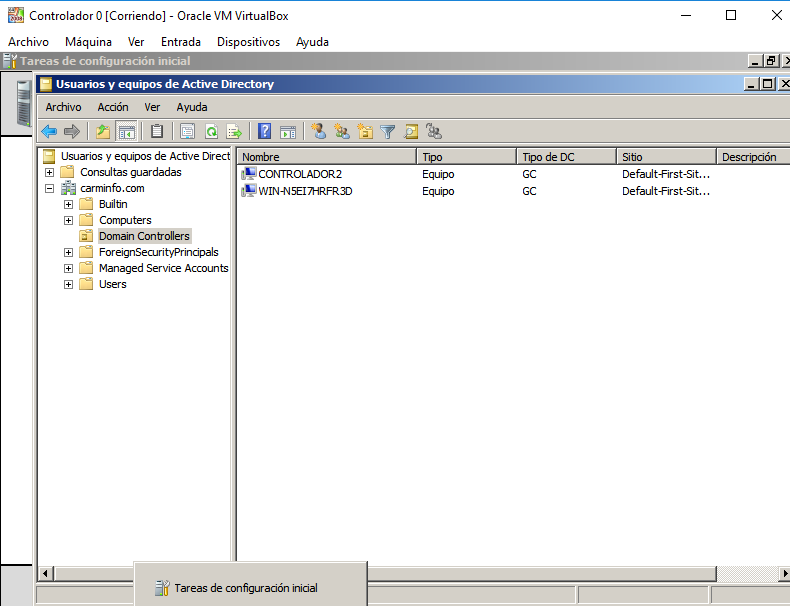 Controlador 0 [Corriendo] - Oracle VM VirtualBox
Archivo Máquina Ver Entrada Dispositivos Ayuda
Tareas de configuración inicial
Usuarios y equipos de Active Directory
Archivo Acción Ver Ayuda
Usuarios y equipos de Active Direct
Consultas guardadas
carminfo.com
Builtin
Computers
Domain Controllers
ForeignSecurityPrincipals
Managed Service Accounts
Users
Nombre Tipo Tipo de DC Sitio Descripción
CONTROLADOR2 Equipo GC Default-First-Sit...
WIN-N5EI7HRFR3D Equipo GC Default-First-Sit...
Tareas de configuración inicial